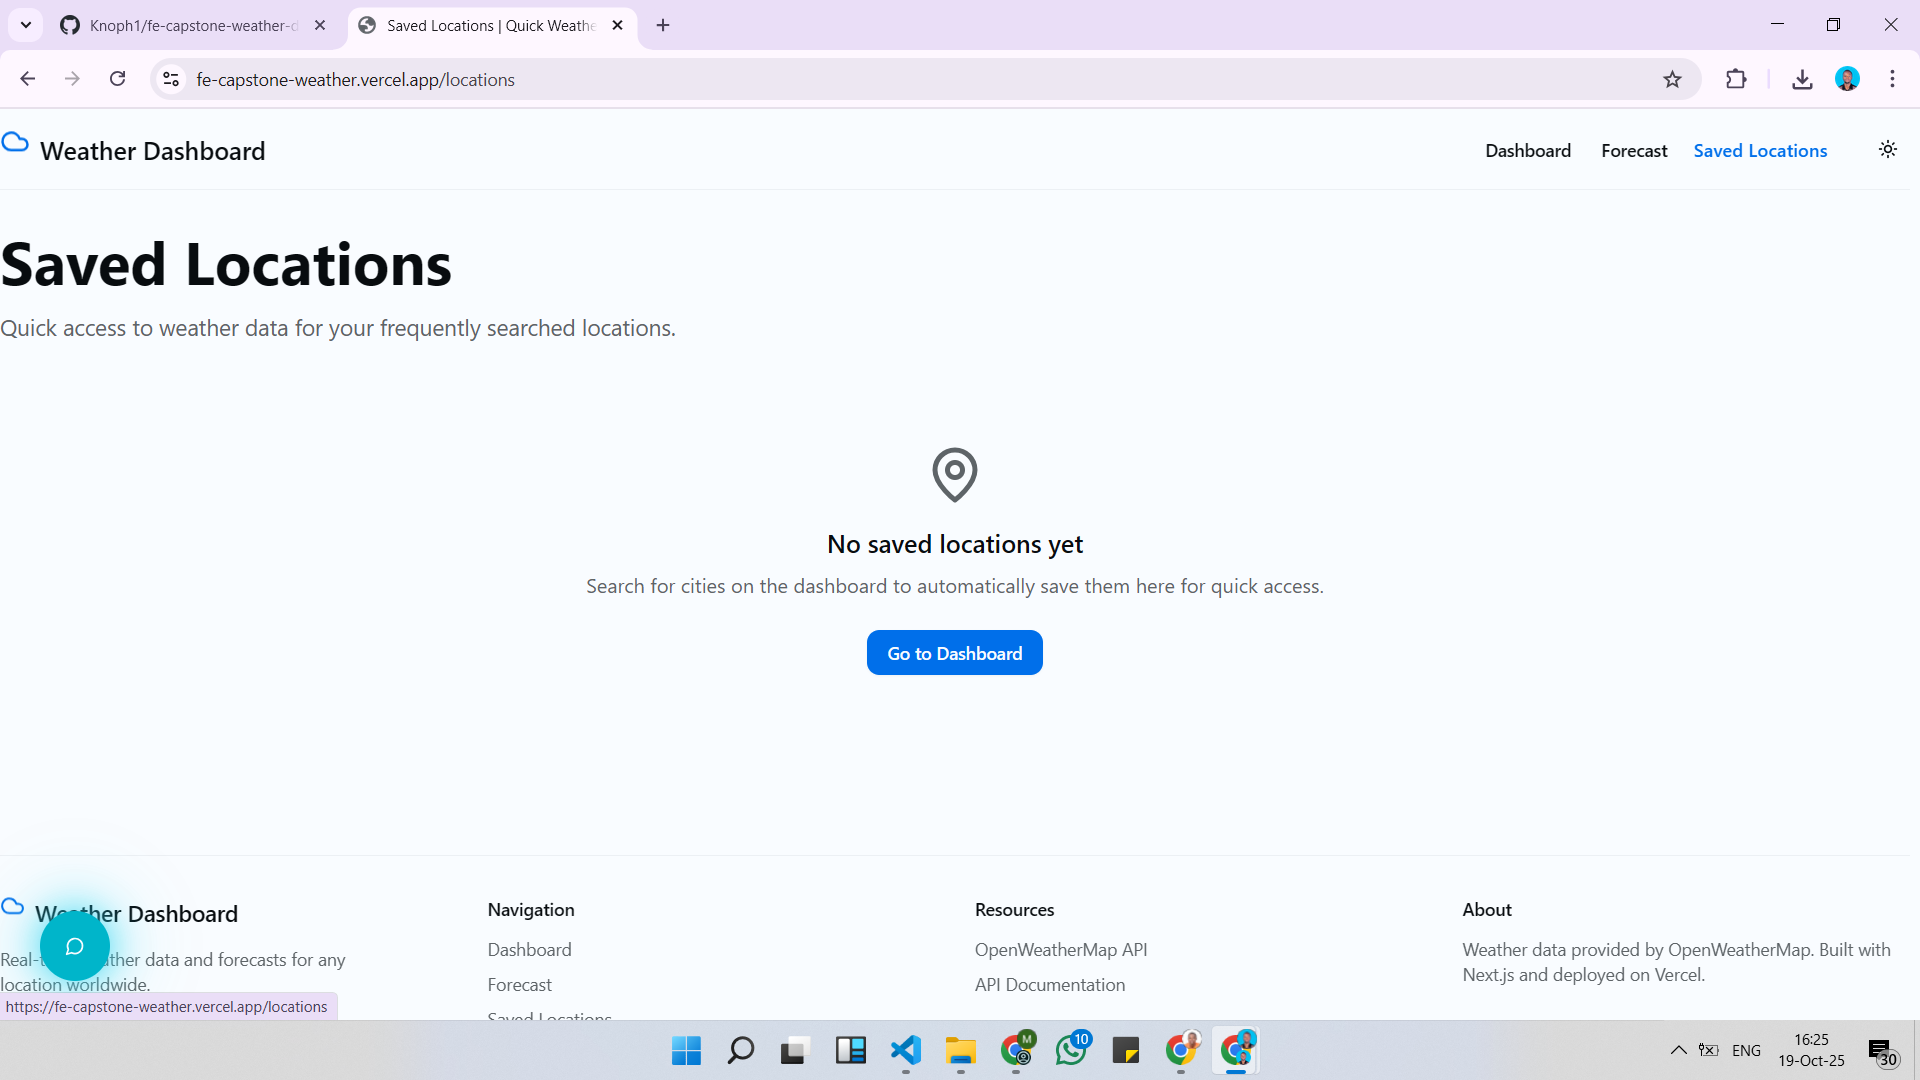 Knoph1/fe-capstone-weather-d
Saved Locations | Quick Weathe
fe-capstone-weather.vercel.app/locations
Weather Dashboard
Dashboard
Forecast
Saved Locations
Saved Locations
Quick access to weather data for your frequently searched locations.
No saved locations yet
Search for cities on the dashboard to automatically save them here for quick access.
Go to Dashboard
Weather Dashboard
Real-t ather data and forecasts for any
location worldwide.
Navigation
Dashboard
Forecast
Saved Locations
Resources
OpenWeatherMap API
API Documentation
About
Weather data provided by OpenWeatherMap. Built with
Next.js and deployed on Vercel.
https://fe-capstone-weather.vercel.app/locations
M
10
ENG
16:25
19-Oct-25
30